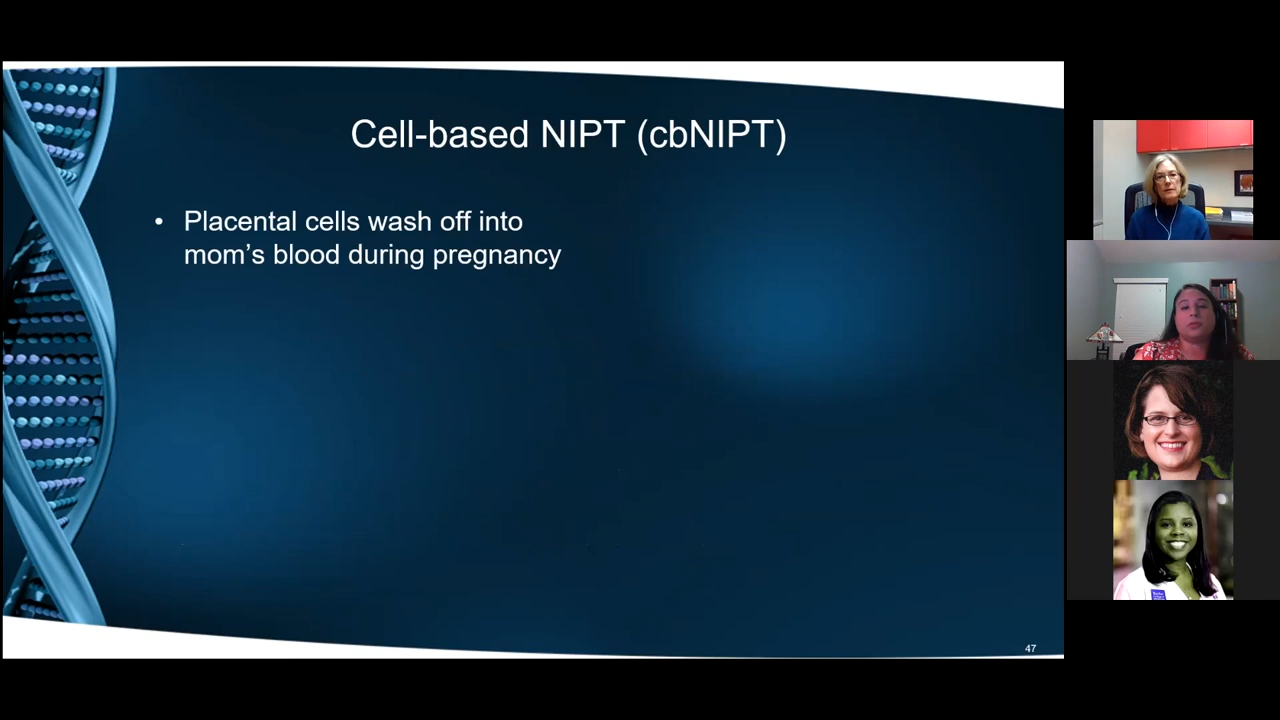 Cell-based NIPT (cbNIPT)
• Placental cells wash off into
mom’s blood during pregnancy
47